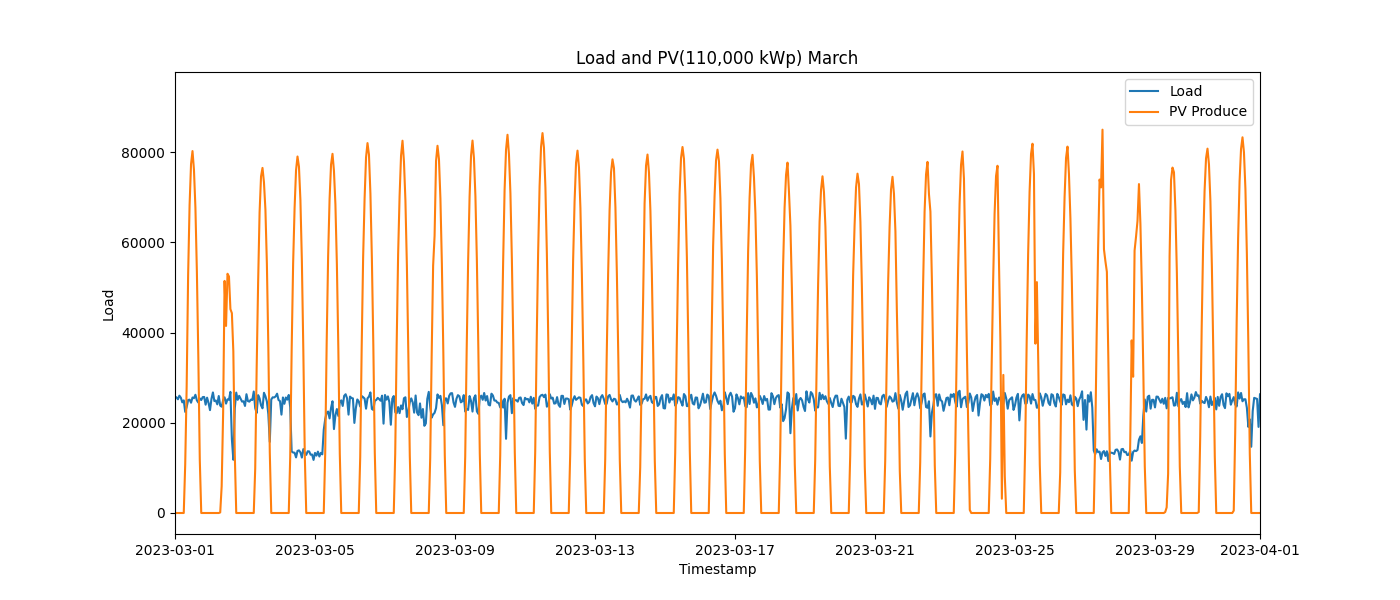 Load and PV(110,000 kWp) March
Load
PV Produce
80000
60000
40000
20000
0
Load
2023-03-01
2023-03-05
2023-03-09
2023-03-13
2023-03-17
2023-03-21
2023-03-25
2023-03-29
2023-04-01
Timestamp